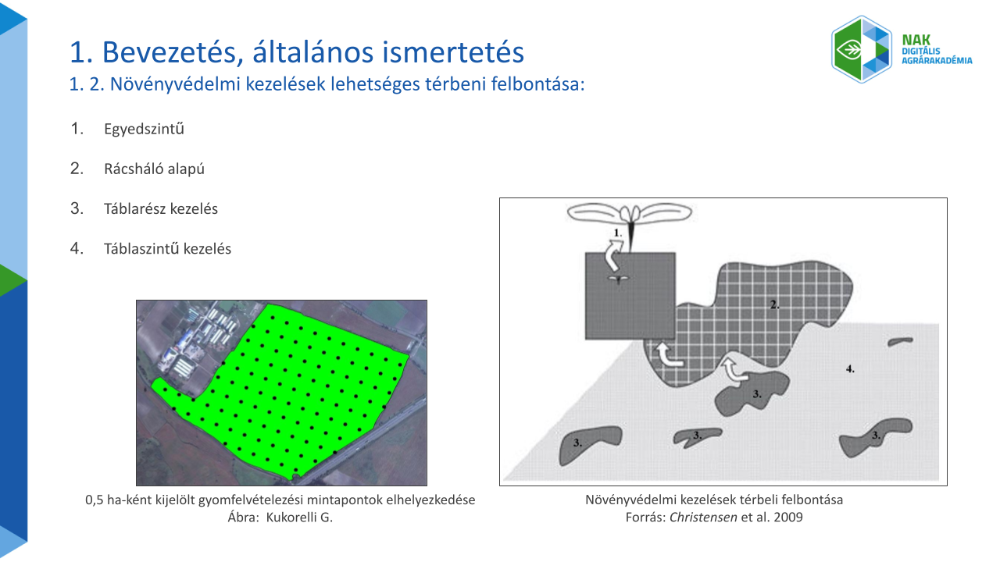 1. Bevezetés, általános ismertetés
1. 2. Növényvédelmi kezelések lehetséges térbeni felbontása:
NAK
DIGITÁLIS
AGRÁRAKADÉMIA
1. Egyedszintű
2. Rácsháló alapú
3. Táblarész kezelés
4. Táblaszintű kezelés
1.
2.
4.
3.
3.
3.
3.
0,5 ha-ként kijelölt gyomfelvételezési mintapontok elhelyezkedése
Ábra: Kukorelli G.
Növényvédelmi kezelések térbeli felbontása
Forrás: Christensen et al. 2009